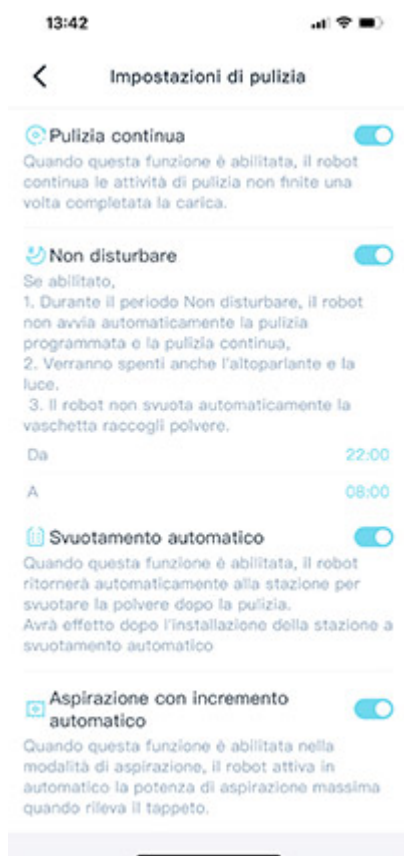 13:42
Impostazioni di pulizia
Pulizia continua
Quando questa funzione è abilitata, il robot
continua le attività di pulizia non finite una
volta completata la carica.
Non disturbare
Se abilitato,
1. Durante il periodo Non disturbare, il robot
non avvia automaticamente la pulizia
programmata e la pulizia continua,
2. Verranno spenti anche l'altoparlante e la
luce.
3. Il robot non svuota automaticamente la
vaschetta raccogli polvere.
Da 22:00
A 08:00
Svuotamento automatico
Quando questa funzione è abilitata, il robot
ritornerà automaticamente alla stazione per
svuotare la polvere dopo la pulizia.
Avrà effetto dopo l'installazione della stazione a
svuotamento automatico
Aspirazione con incremento
automatico
Quando questa funzione è abilitata nella
modalità di aspirazione, il robot attiva in
automatico la potenza di aspirazione massima
quando rileva il tappeto.